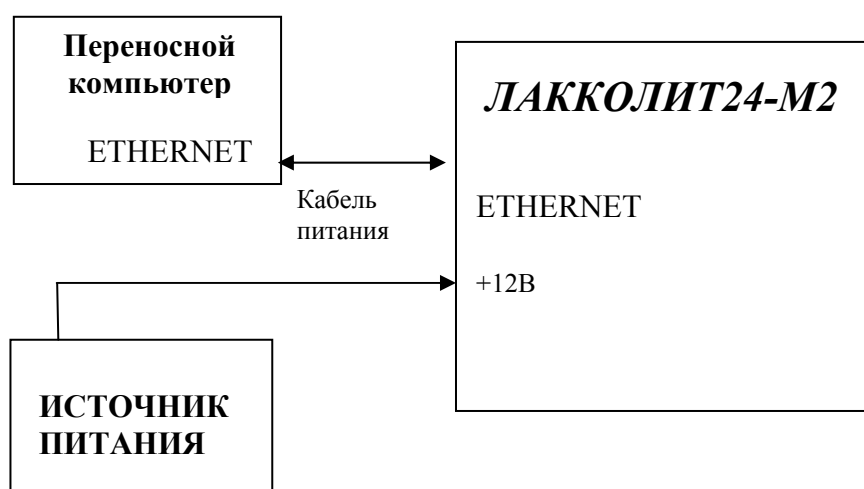 Переносной
компьютер
ETHERNET
ЛАККОЛИТ24-М2
ETHERNET
Кабель
питания
+12В
ИСТОЧНИК
ПИТАНИЯ